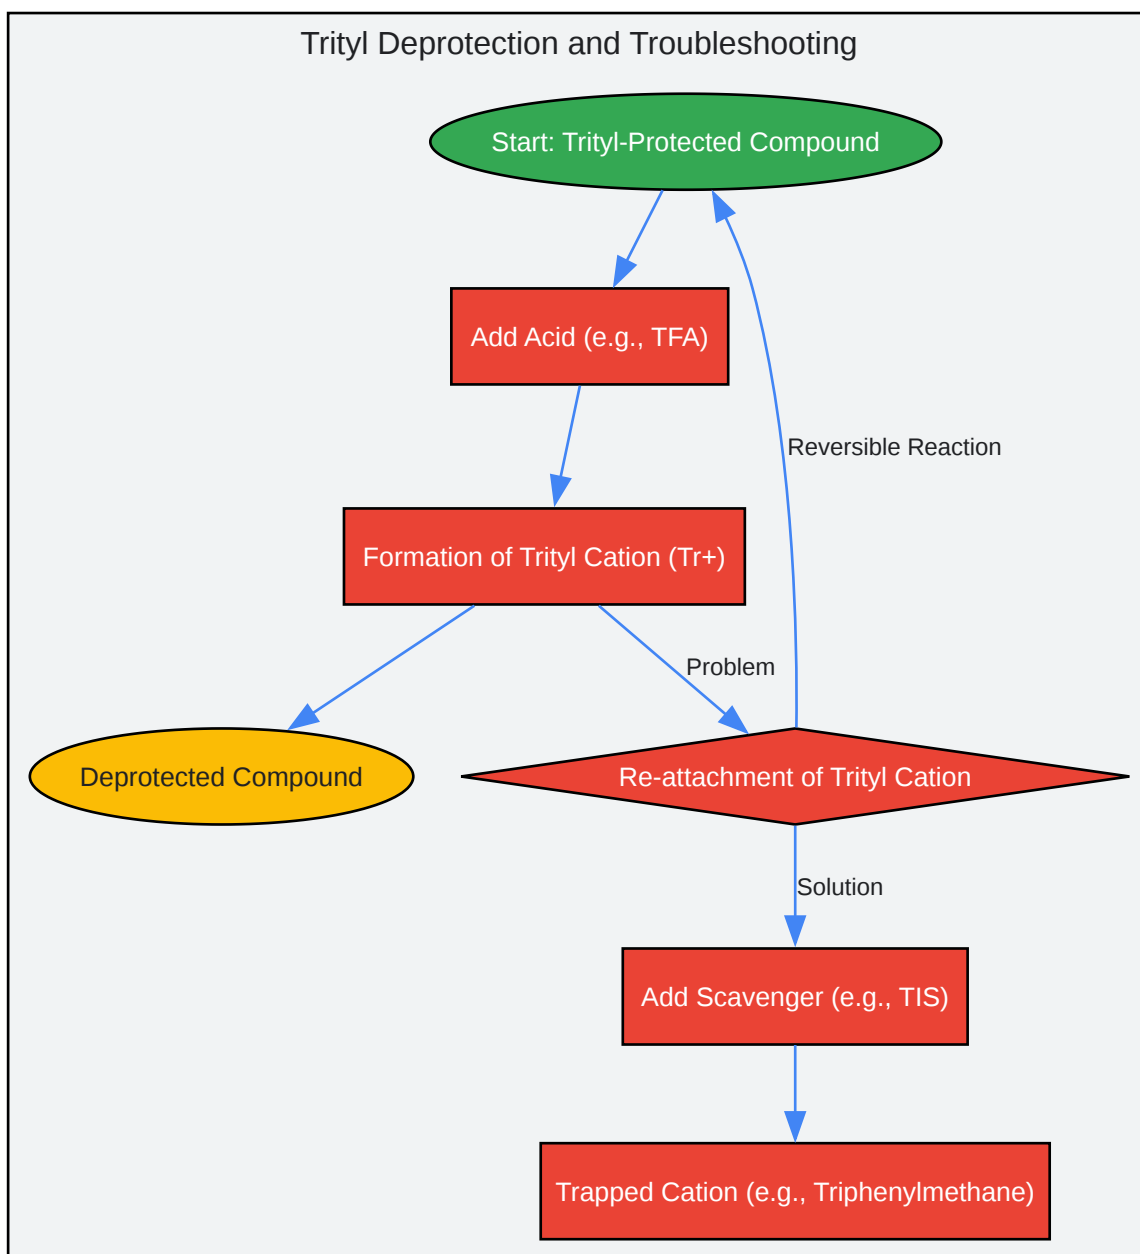 Trityl Deprotection and Troubleshooting
Start: Trityl-Protected Compound
Add Acid (e.g., TFA)
Reversible Reaction
Formation of Trityl Cation (Tr+)
Problem
Deprotected Compound
Re-attachment of Trityl Cation
Solution
Add Scavenger (e.g., TIS)
Trapped Cation (e.g., Triphenylmethane)